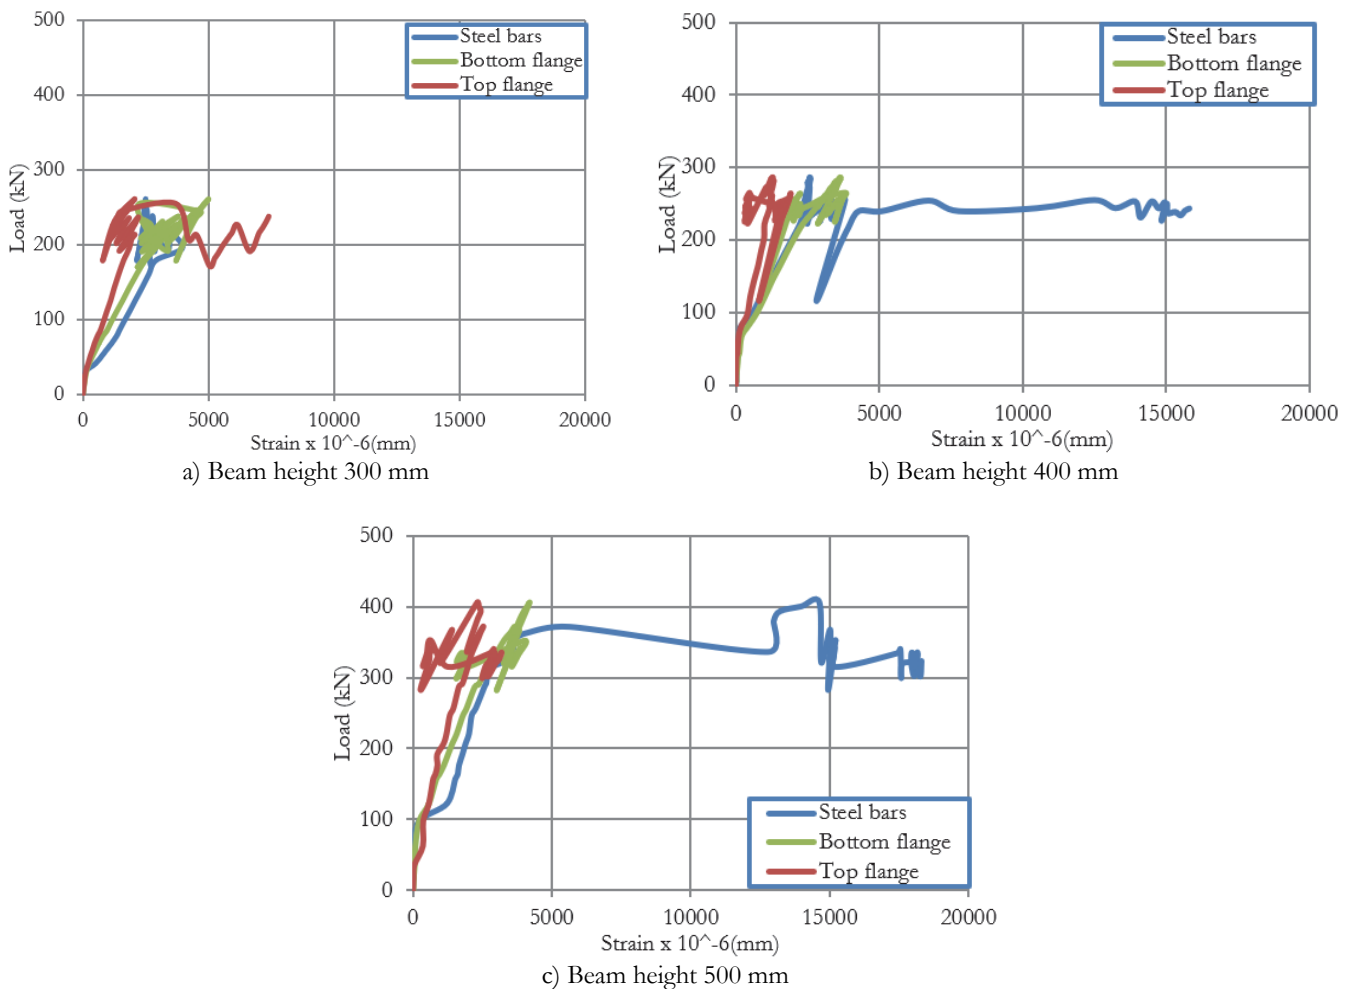 500
400
300
200
100
0
Load (kN)
Steel bars
Bottom flange
Top flange
0 5000 10000 15000 20000
Strain x 10^-6(mm)
a) Beam height 300 mm
500
400
300
200
100
0
Load (kN)
Steel bars
Bottom flange
Top flange
0 5000 10000 15000 20000
Strain x 10^-6(mm)
b) Beam height 400 mm
500
400
300
200
100
0
Load (kN)
Steel bars
Bottom flange
Top flange
0 5000 10000 15000 20000
Strain x 10^-6(mm)
c) Beam height 500 mm